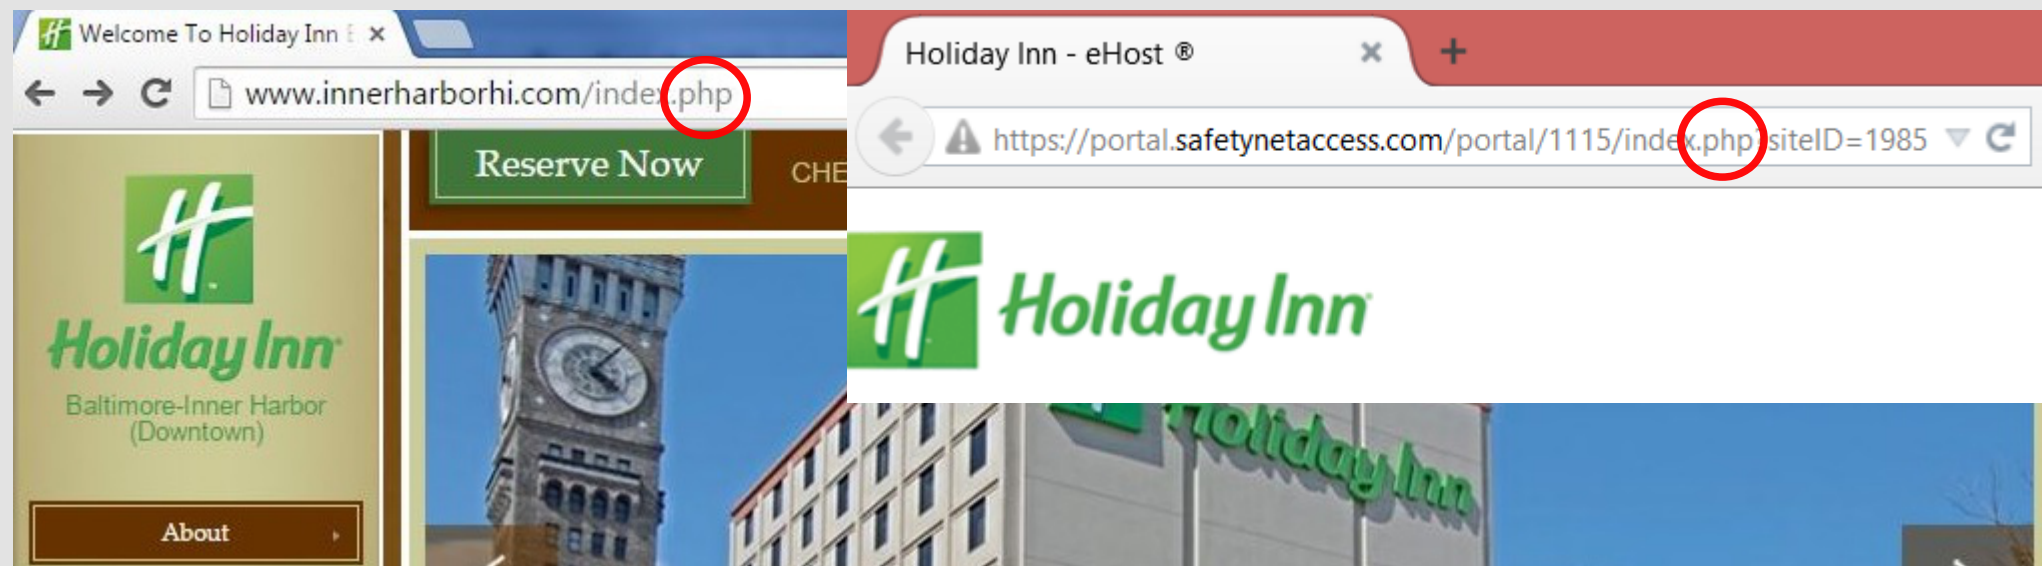 Welcome To Holiday Inn
www.innerharborhi.com/index.php
Reserve Now
CHE
Holiday Inn
Baltimore-Inner Harbor
(Downtown)
About
Holiday Inn - eHost ®
https://portal.safetynetaccess.com/portal/1115/index.php?siteID=1985
Holiday Inn
Holiday Inn